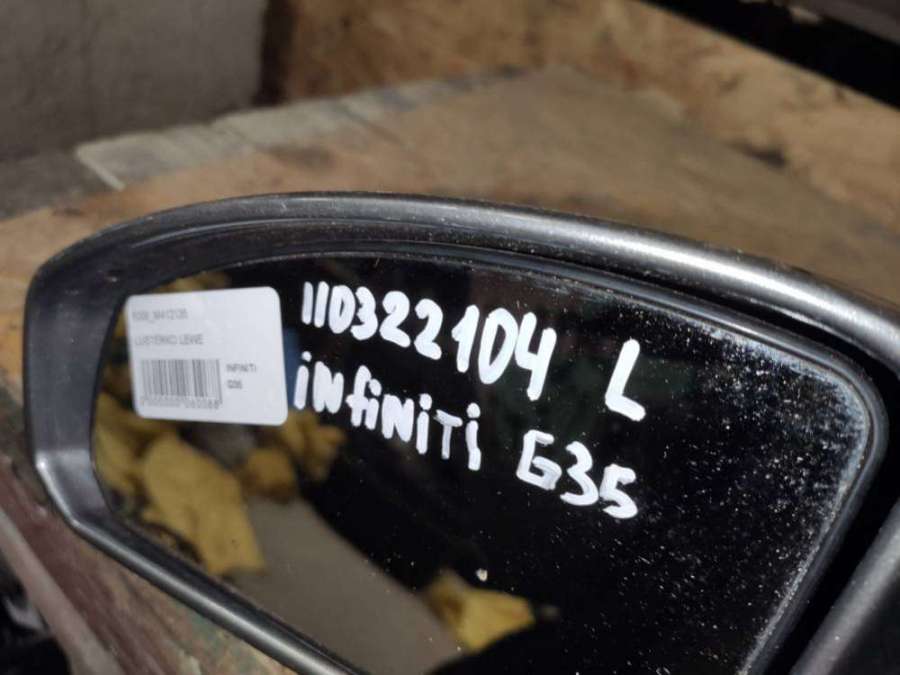 LUSTERKO LEWE
INFINITI
G35
110322104 L
iNfiNiTi G35